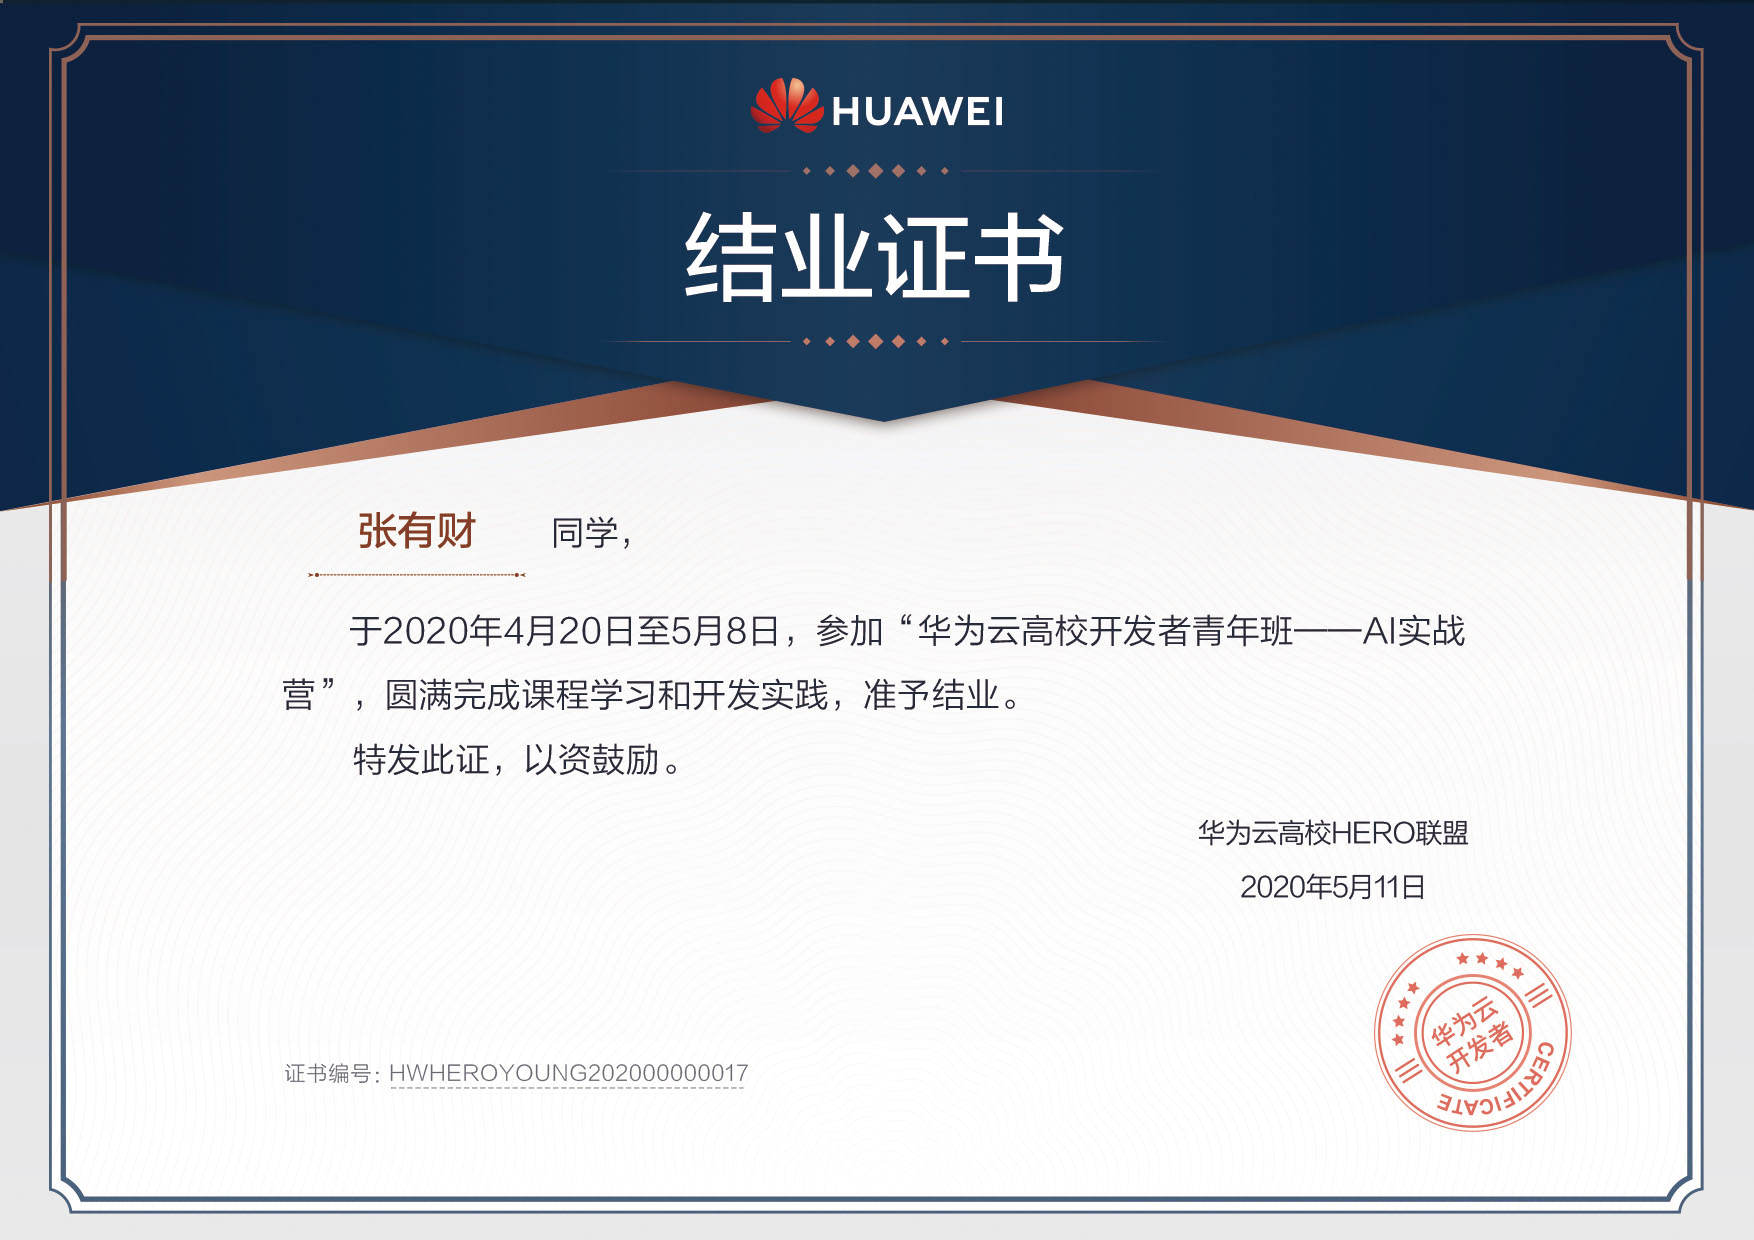 HUAWEI
结业证书
张有财 同学，
于2020年4月20日至5月8日，参加“华为云高校开发者青年班——AI实战
营”，圆满完成课程学习和开发实践，准予结业。
特发此证，以资鼓励。
华为云高校HERO联盟
2020年5月11日
华为云
开发者
CERTIFICATE
证书编号：HWHEROYOUNG202000000017